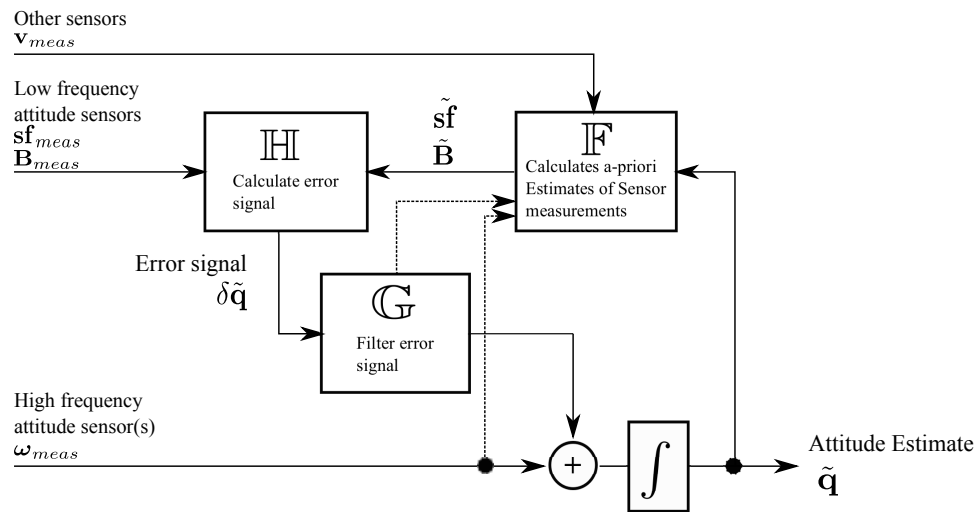 Other sensors
v_meas
Low frequency
attitude sensors
sf_meas
B_meas
ℍ
Calculate error
signal
s̃f
B̃
𝔽
Calculates a-priori
Estimates of Sensor
measurements
Error signal
δq̃
𝔾
Filter error
signal
High frequency
attitude sensor(s)
ω_meas
+
∫
Attitude Estimate
q̃